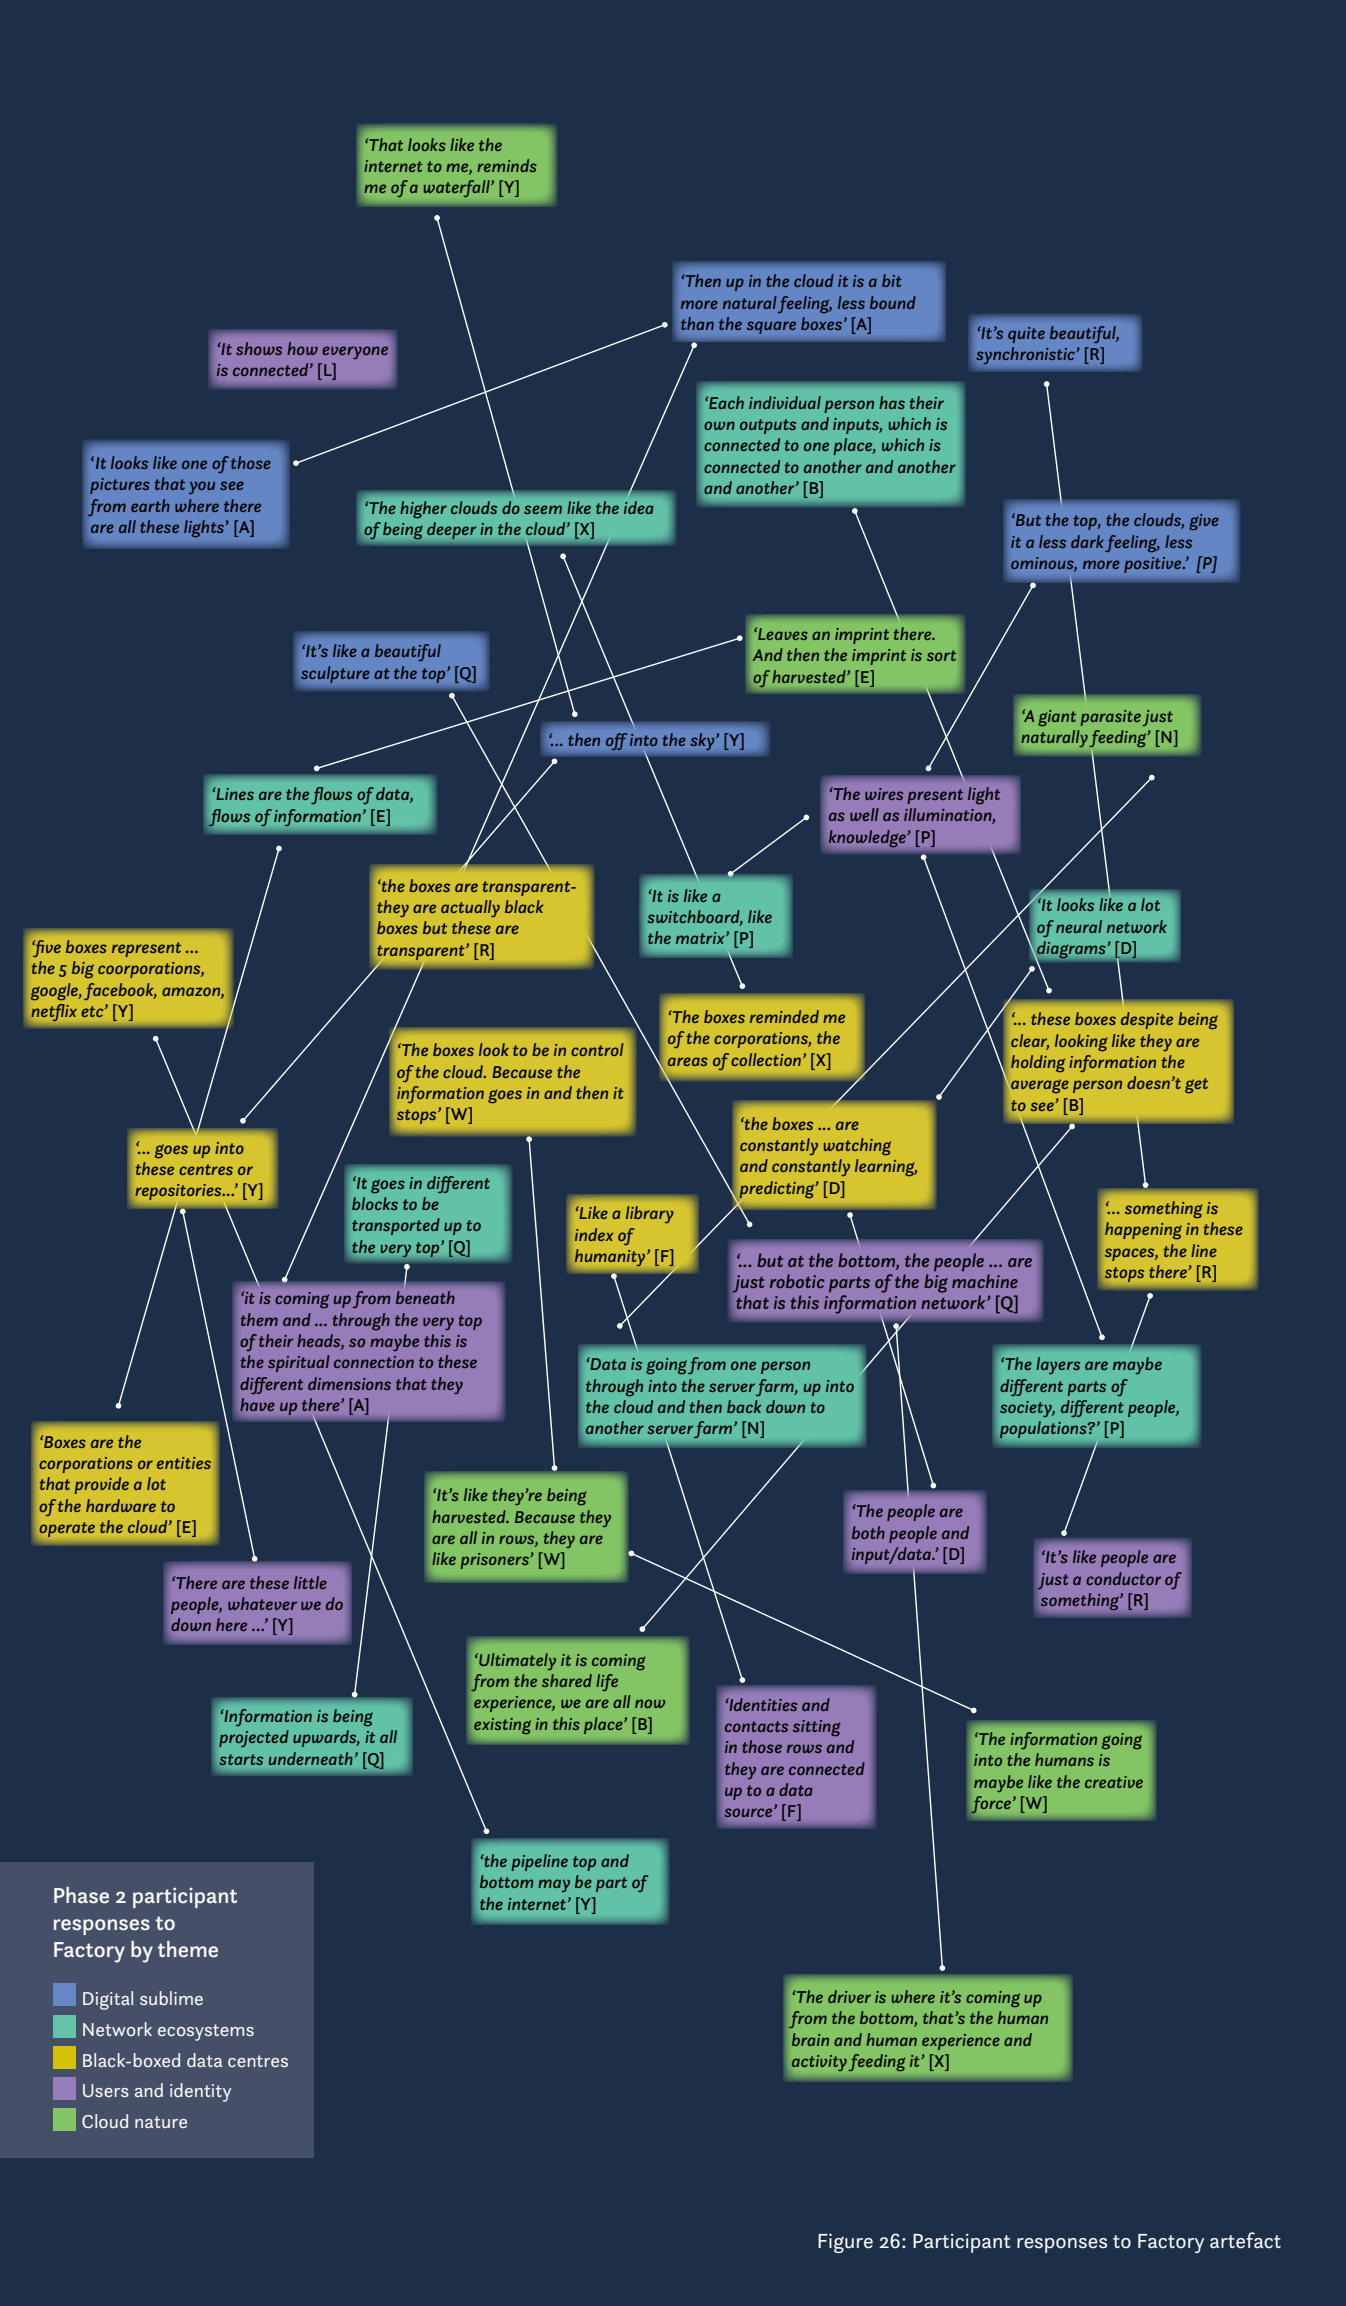 ‘That looks like the
internet to me, reminds
me of a waterfall’ [Y]
‘Then up in the cloud it is a bit
more natural feeling, less bound
than the square boxes’ [A]
‘It’s quite beautiful,
synchronistic’ [R]
‘It shows how everyone
is connected’ [L]
‘Each individual person has their
own outputs and inputs, which is
connected to one place, which is
connected to another and another
and another’ [B]
‘It looks like one of those
pictures that you see
from earth where there
are all these lights’ [A]
‘The higher clouds do seem like the idea
of being deeper in the cloud’ [X]
‘But the top, the clouds, give
it a less dark feeling, less
ominous, more positive.’ [P]
‘It’s like a beautiful
sculpture at the top’ [Q]
‘Leaves an imprint there.
And then the imprint is sort
of harvested’ [E]
‘A giant parasite just
naturally feeding’ [N]
‘... then off into the sky’ [Y]
‘Lines are the flows of data,
flows of information’ [E]
‘The wires present light
as well as illumination,
knowledge’ [P]
‘the boxes are transparent-
they are actually black
boxes but these are
transparent’ [R]
‘It is like a
switchboard, like
the matrix’ [P]
‘It looks like a lot
of neural network
diagrams’ [D]
‘five boxes represent ...
the 5 big coorporations,
google, facebook, amazon,
netflix etc’ [Y]
‘The boxes reminded me
of the corporations, the
areas of collection’ [X]
‘... these boxes despite being
clear, looking like they are
holding information the
average person doesn’t get
to see’ [B]
‘The boxes look to be in control
of the cloud. Because the
information goes in and then it
stops’ [W]
‘the boxes ... are
constantly watching
and constantly learning,
predicting’ [D]
‘... goes up into
these centres or
repositories...’ [Y]
‘It goes in different
blocks to be
transported up to
the very top’ [Q]
‘Like a library
index of
humanity’ [F]
‘... something is
happening in these
spaces, the line
stops there’ [R]
‘... but at the bottom, the people ... are
just robotic parts of the big machine
that is this information network’ [Q]
‘it is coming up from beneath
them and ... through the very top
of their heads, so maybe this is
the spiritual connection to these
different dimensions that they
have up there’ [A]
‘Data is going from one person
through into the server farm, up into
the cloud and then back down to
another server farm’ [N]
‘The layers are maybe
different parts of
society, different people,
populations?’ [P]
‘Boxes are the
corporations or entities
that provide a lot
of the hardware to
operate the cloud’ [E]
‘It’s like they’re being
harvested. Because they
are all in rows, they are
like prisoners’ [W]
‘The people are
both people and
input/data.’ [D]
‘It’s like people are
just a conductor of
something’ [R]
‘There are these little
people, whatever we do
down here ...’ [Y]
‘Ultimately it is coming
from the shared life
experience, we are all now
existing in this place’ [B]
‘Identities and
contacts sitting
in those rows and
they are connected
up to a data
source’ [F]
‘Information is being
projected upwards, it all
starts underneath’ [Q]
‘The information going
into the humans is
maybe like the creative
force’ [W]
‘the pipeline top and
bottom may be part of
the internet’ [Y]
Phase 2 participant
responses to
Factory by theme
Digital sublime
Network ecosystems
Black-boxed data centres
Users and identity
Cloud nature
‘The driver is where it’s coming up
from the bottom, that’s the human
brain and human experience and
activity feeding it’ [X]
Figure 26: Participant responses to Factory artefact